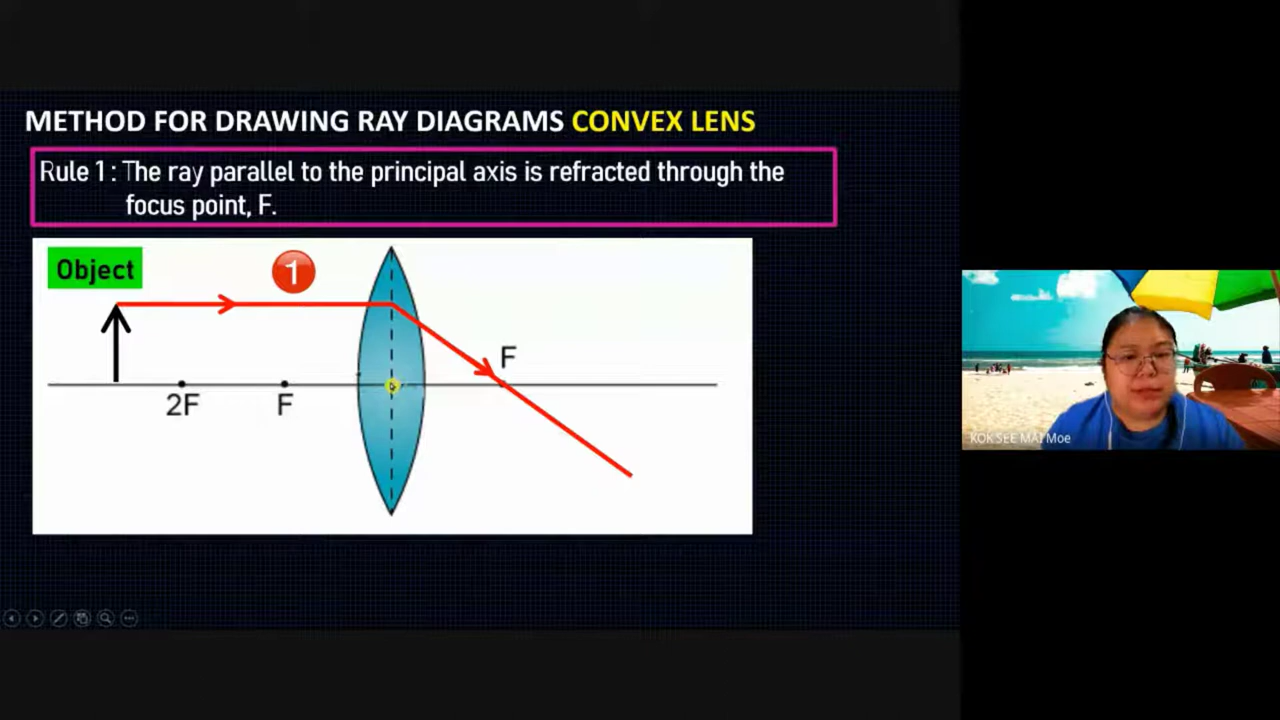 METHOD FOR DRAWING RAY DIAGRAMS CONVEX LENS
Rule 1: The ray parallel to the principal axis is refracted through the
focus point, F.
Object
1
F
2F
F
KOK SEE MAI Moe